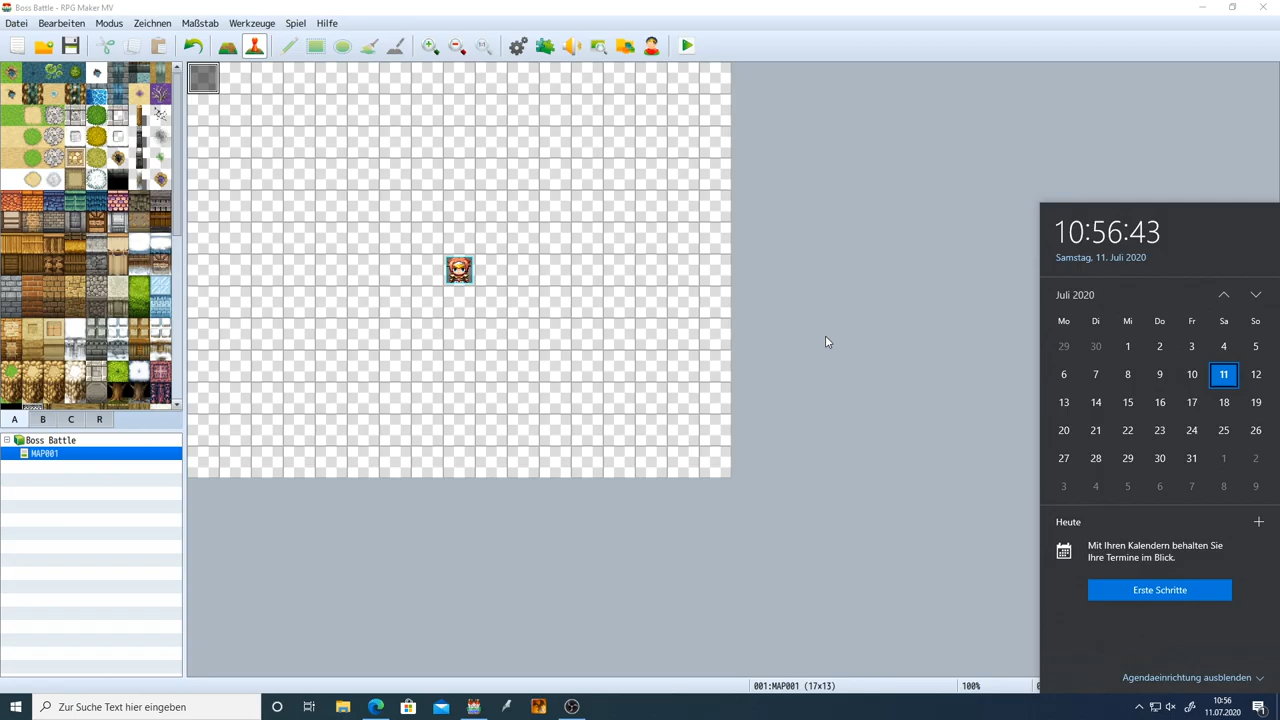 Boss Battle - RPG Maker MV
Datei Bearbeiten Modus Zeichnen Maßstab Werkzeuge Spiel Hilfe
1:1
A B C R
Boss Battle
MAP001
10:56:43
Samstag, 11. Juli 2020
Juli 2020
Mo Di Mi Do Fr Sa So
29 30 1 2 3 4 5
6 7 8 9 10 11 12
13 14 15 16 17 18 19
20 21 22 23 24 25 26
27 28 29 30 31 1 2
3 4 5 6 7 8 9
Heute
Mit Ihren Kalendern behalten Sie
Ihre Termine im Blick.
Erste Schritte
Agendaeinrichtung ausblenden
001:MAP001 (17x13) 100%
Zur Suche Text hier eingeben
10:56
11.07.2020